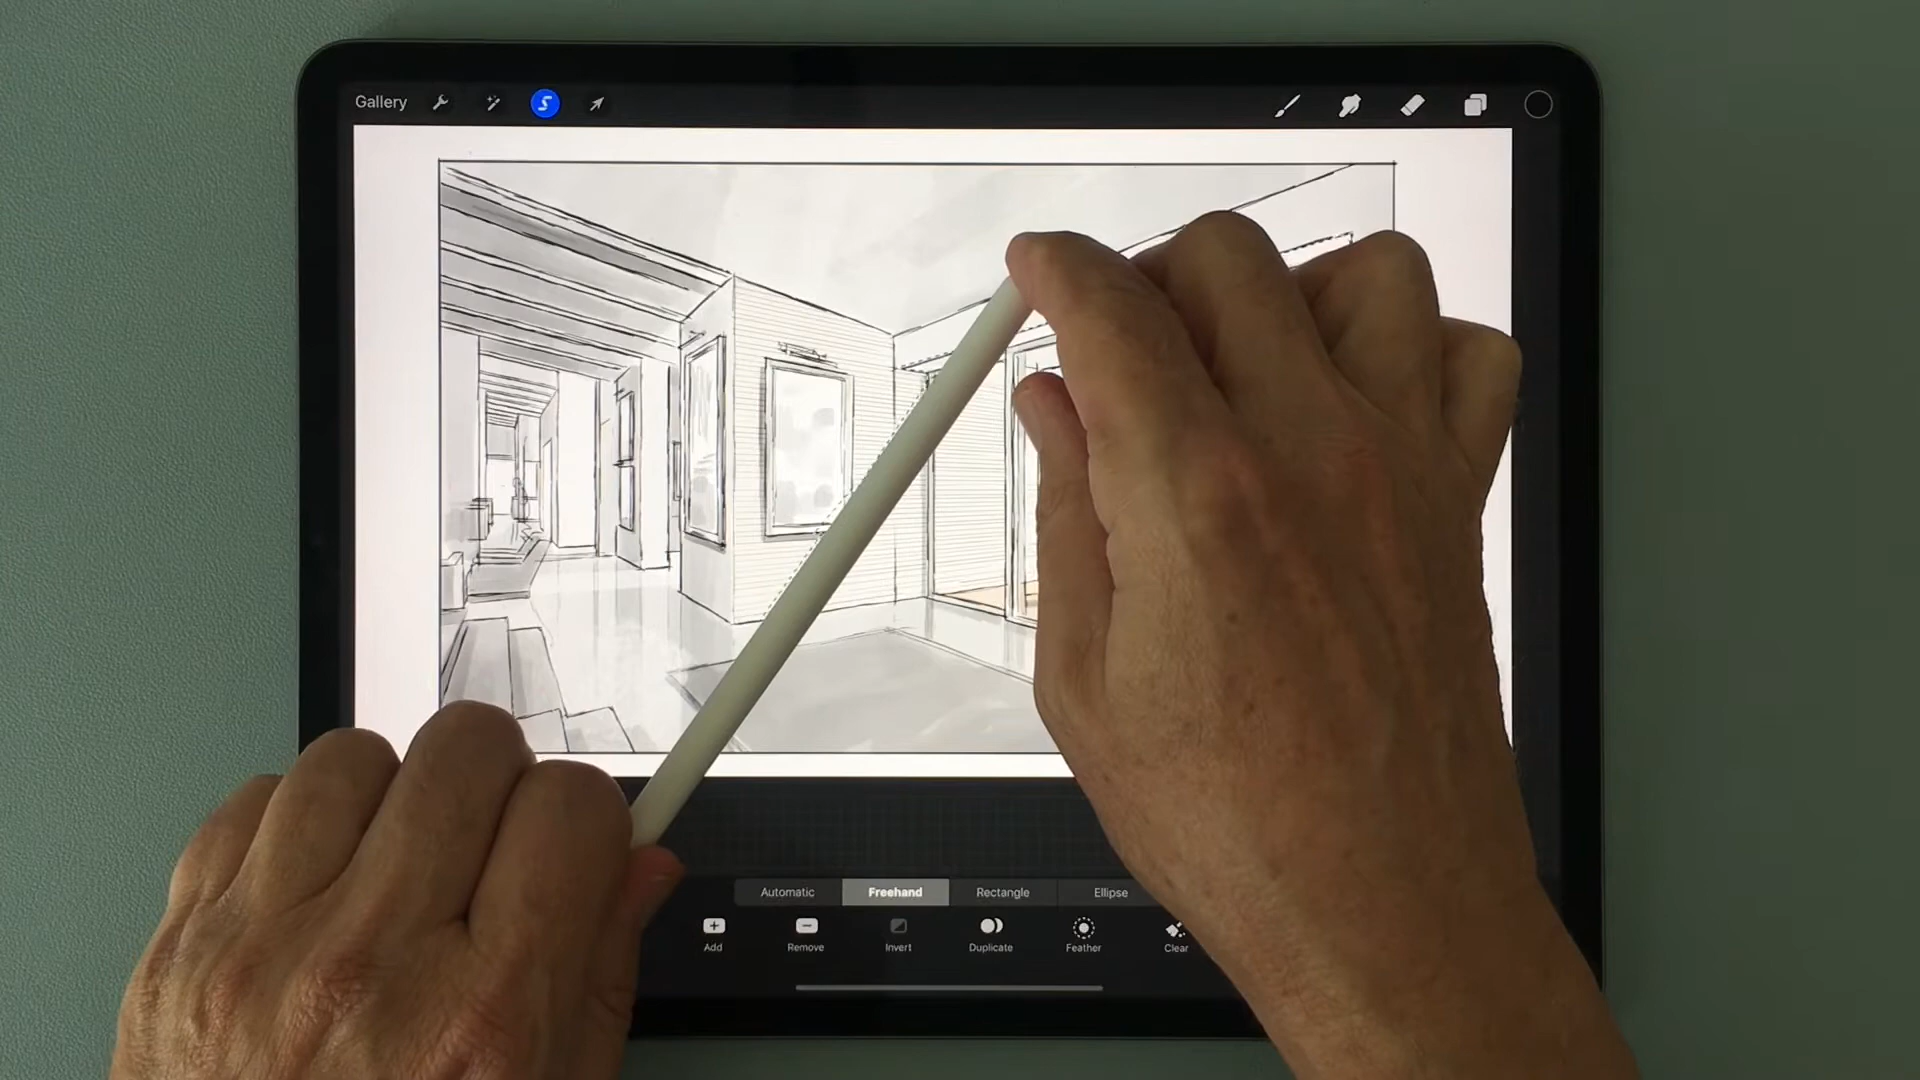 Gallery
Automatic Freehand Rectangle Ellipse
Add Remove Invert Duplicate Feather Clear